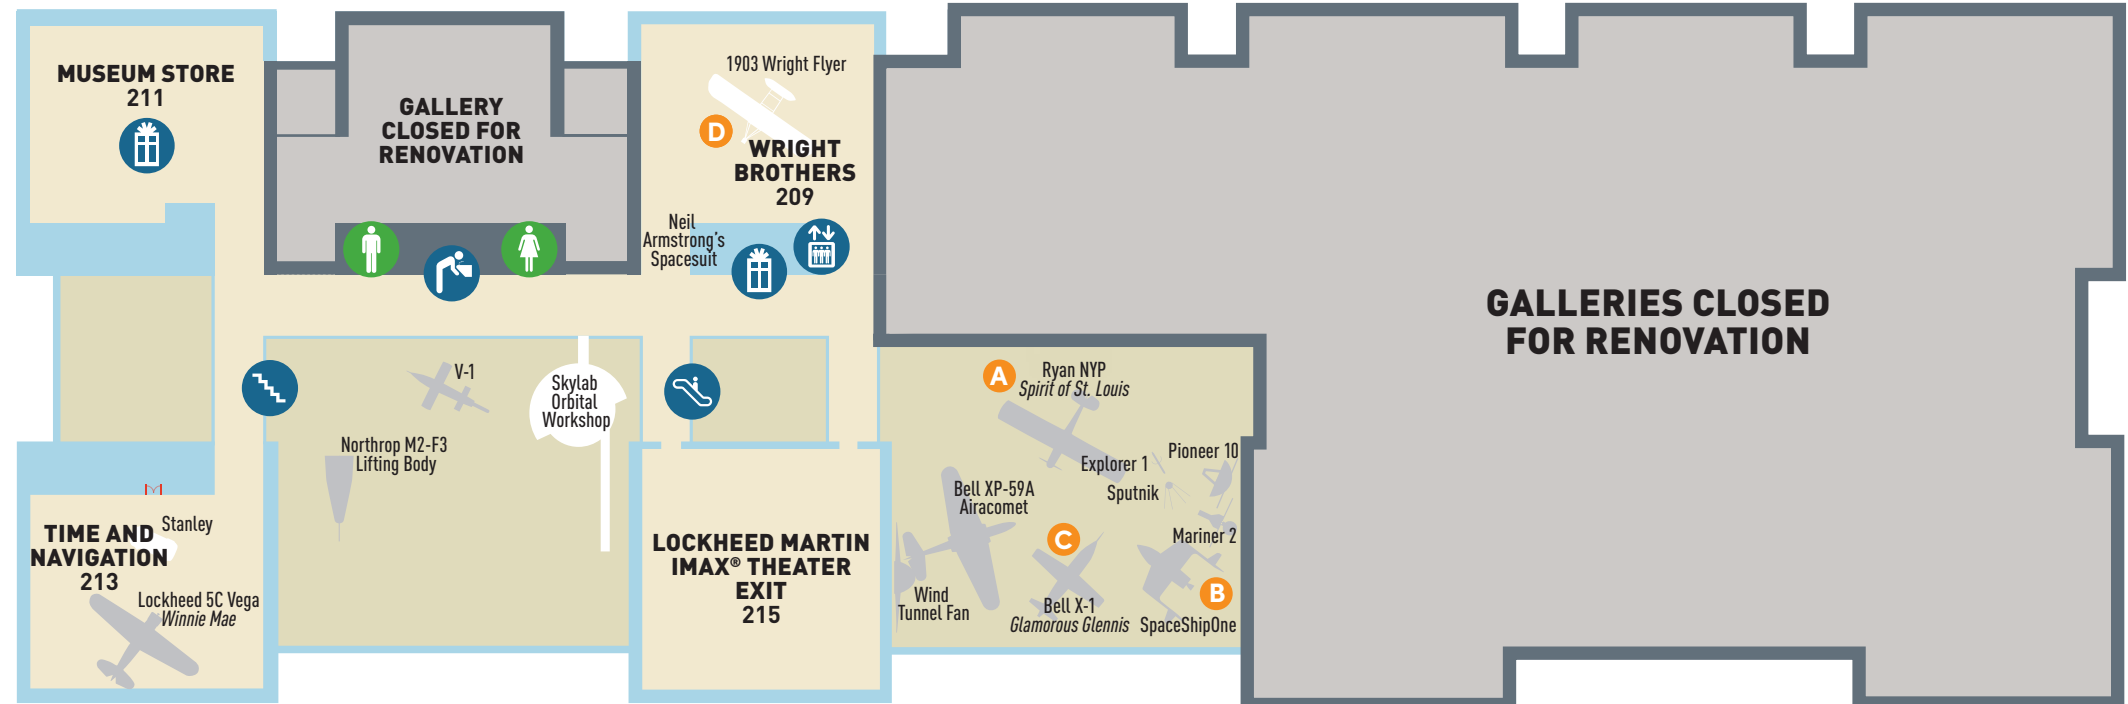 MUSEUM STORE
211
GALLERY
CLOSED FOR
RENOVATION
1903 Wright Flyer
D
WRIGHT
BROTHERS
209
Neil
Armstrong's
Spacesuit
GALLERIES CLOSED
FOR RENOVATION
V-1
Skylab
Orbital
Workshop
Northrop M2-F3
Lifting Body
A
Ryan NYP
Spirit of St. Louis
Explorer 1
Pioneer 10
Sputnik
Bell XP-59A
Airacomet
Mariner 2
C
B
Wind
Tunnel Fan
Bell X-1
Glamorous Glennis
SpaceShipOne
Stanley
TIME AND
NAVIGATION
213
Lockheed 5C Vega
Winnie Mae
LOCKHEED MARTIN
IMAX® THEATER
EXIT
215